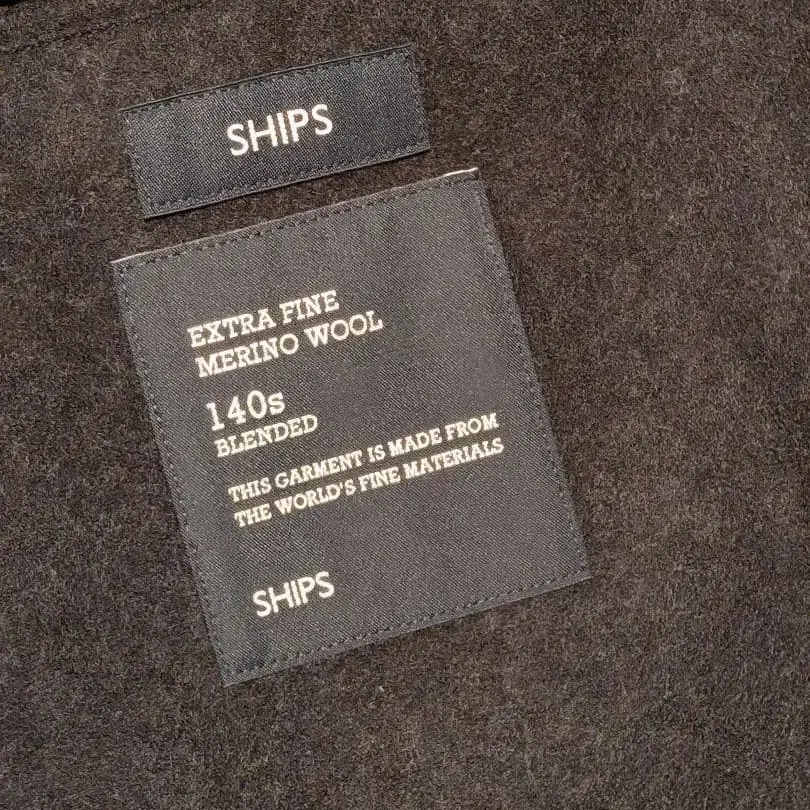 SHIPS
EXTRA FINE
MERINO WOOL
140s
BLENDED
THIS GARMENT IS MADE FROM
THE WORLD'S FINE MATERIALS
SHIPS